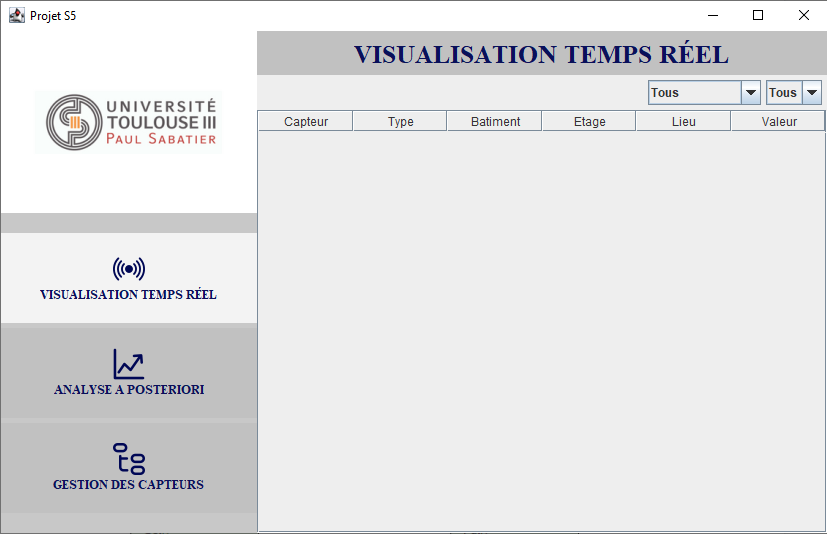 Projet S5
UNIVERSITÉ
TOULOUSE III
PAUL SABATIER
VISUALISATION TEMPS RÉEL
ANALYSE A POSTERIORI
GESTION DES CAPTEURS
VISUALISATION TEMPS RÉEL
Tous Tous
Capteur Type Batiment Etage Lieu Valeur